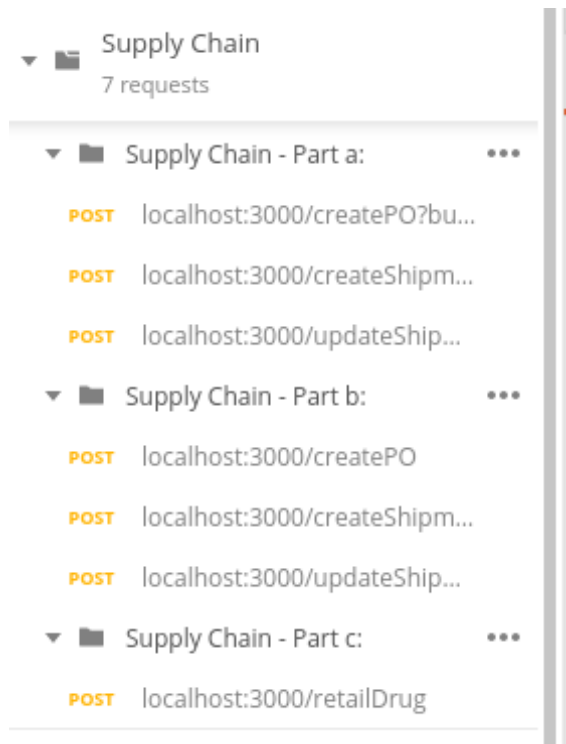 Supply Chain
7 requests
Supply Chain - Part a:
POST localhost:3000/createPO?bu...
POST localhost:3000/createShipm...
POST localhost:3000/updateShip...
Supply Chain - Part b:
POST localhost:3000/createPO
POST localhost:3000/createShipm...
POST localhost:3000/updateShip...
Supply Chain - Part c:
POST localhost:3000/retailDrug